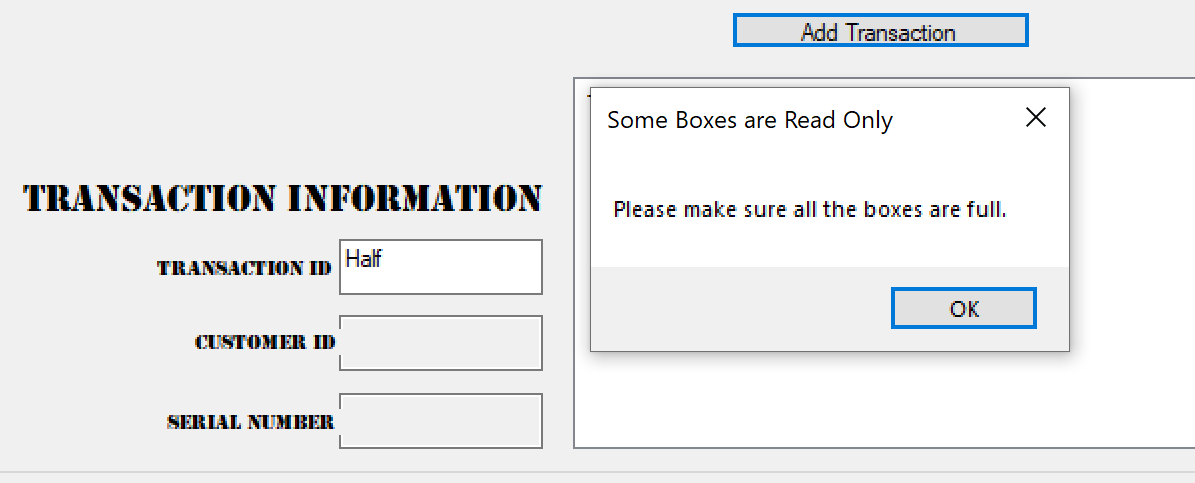 Add Transaction
Some Boxes are Read Only
Please make sure all the boxes are full.
OK
TRANSACTION INFORMATION
TRANSACTION ID
Half
CUSTOMER ID
SERIAL NUMBER